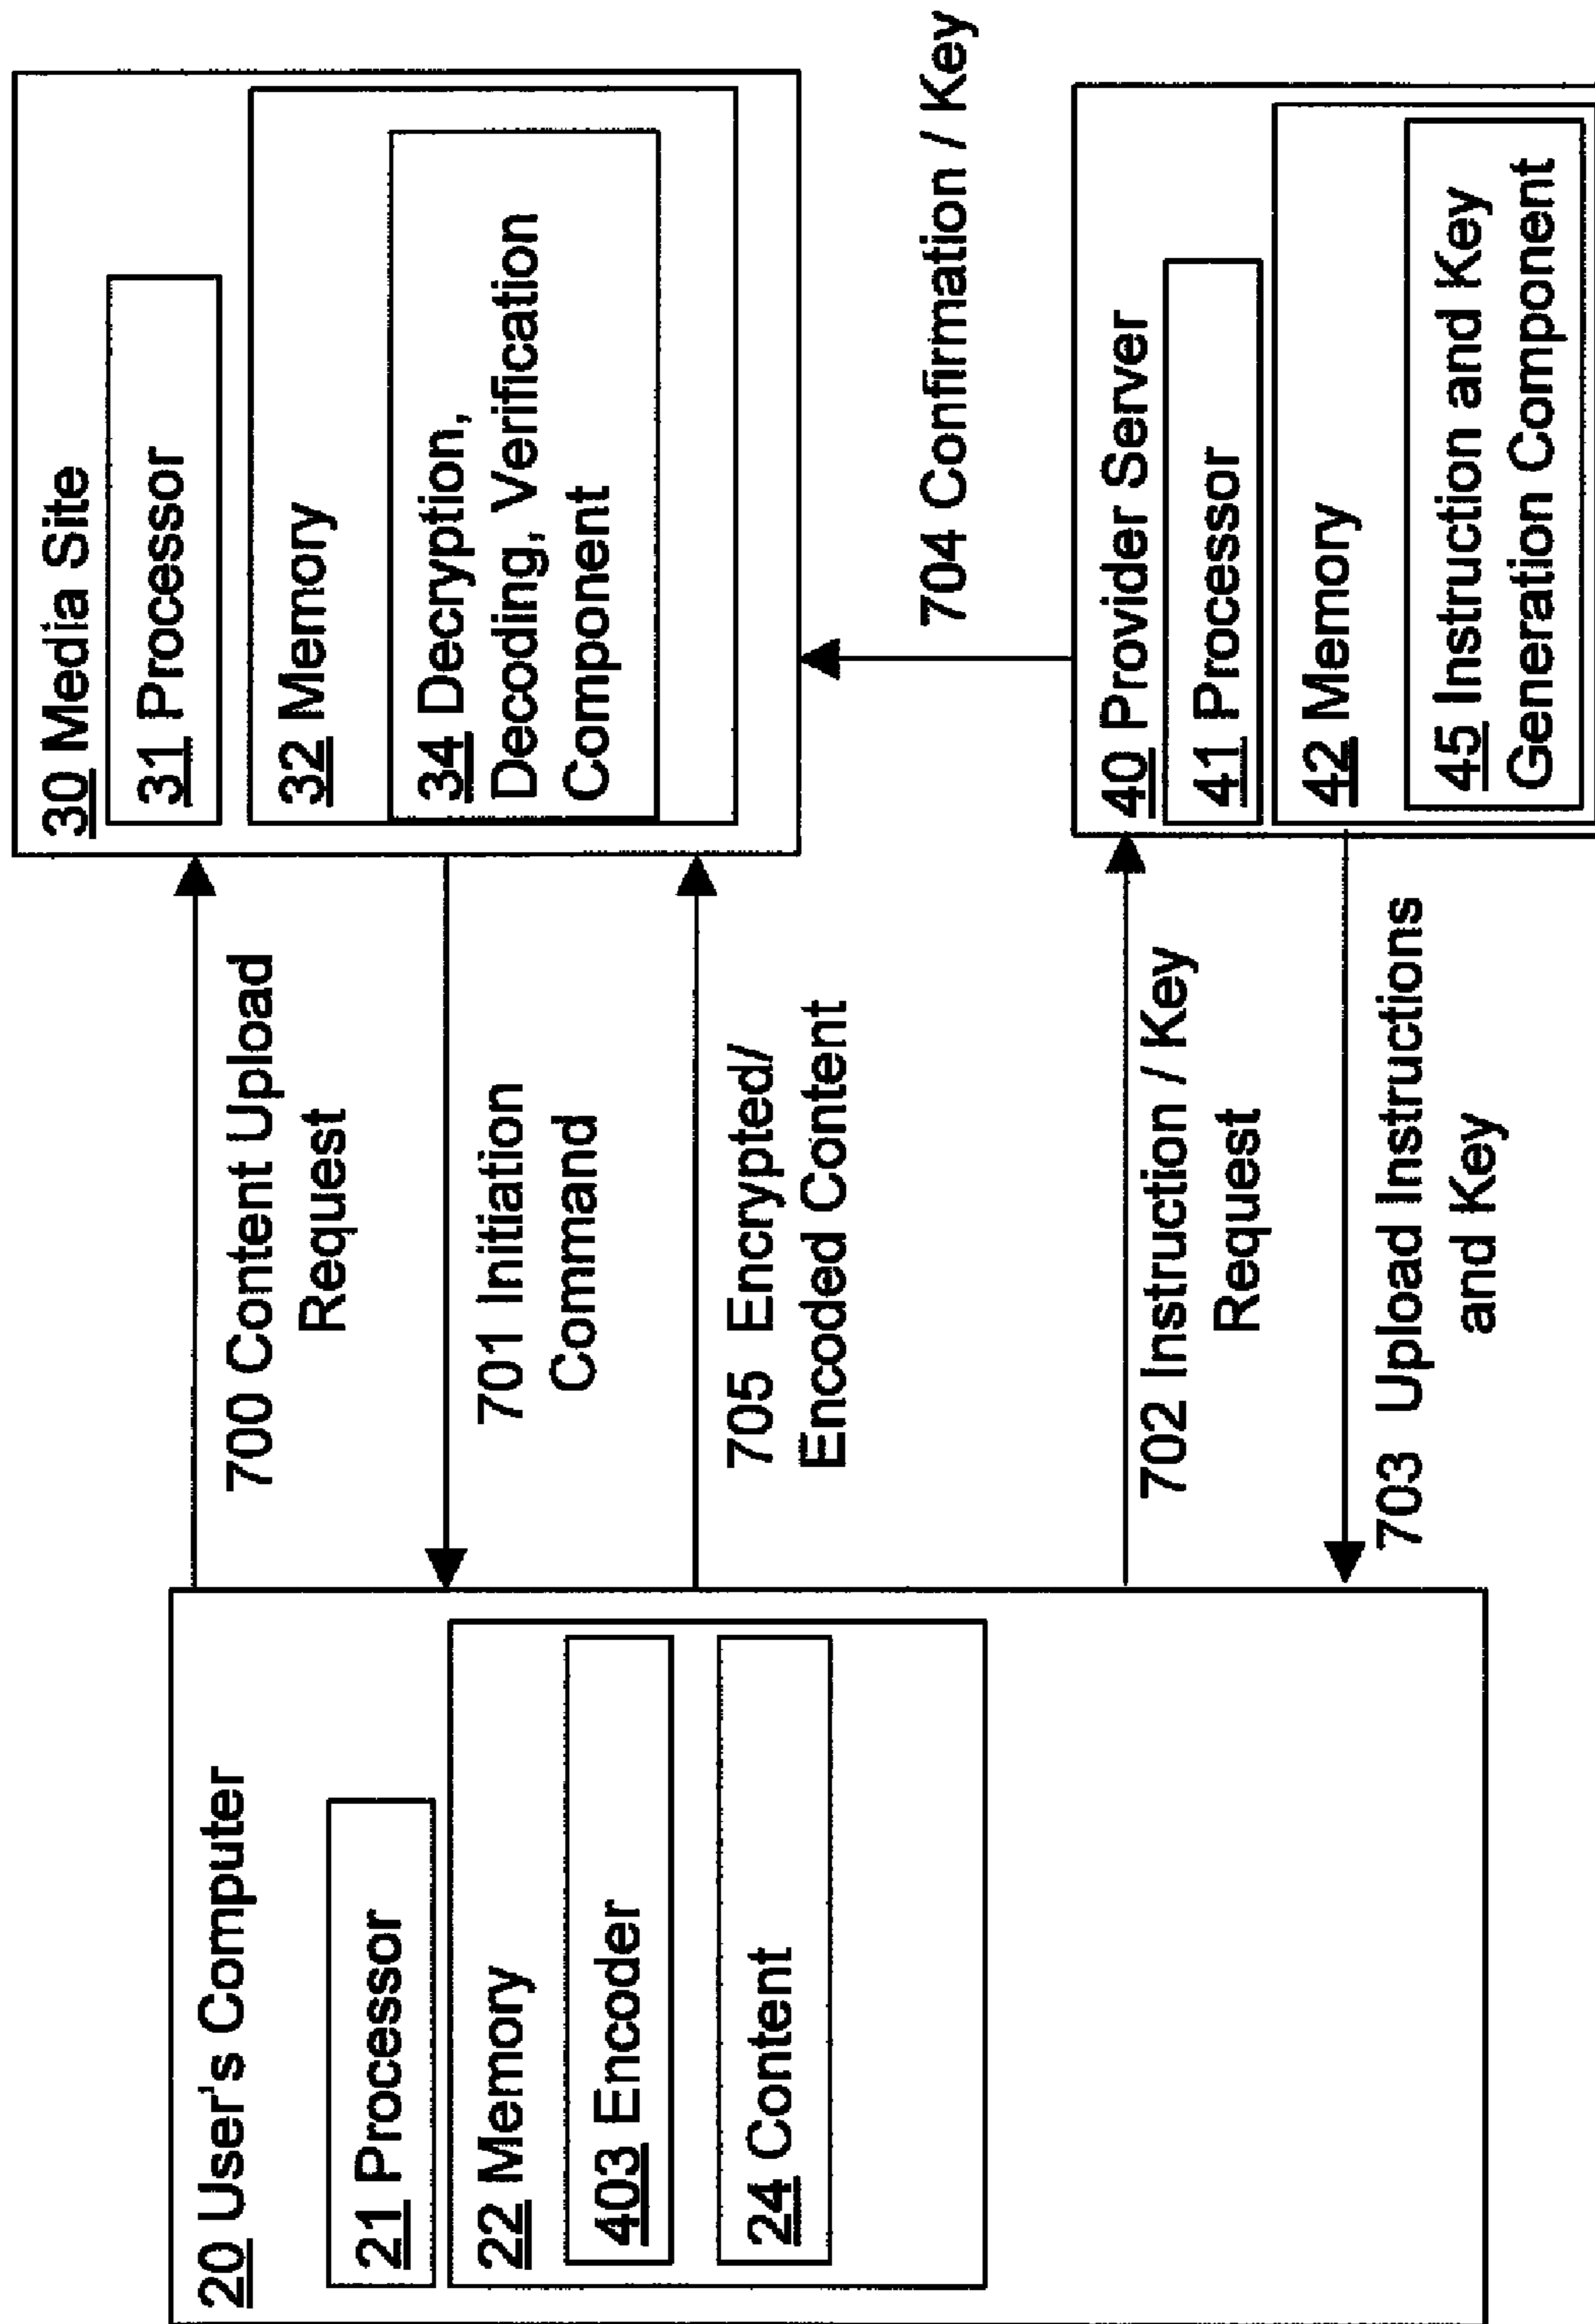 20 User's Computer
21 Processor
22 Memory
403 Encoder
24 Content
700 Content Upload
Request
701 Initiation
Command
705 Encrypted/
Encoded Content
702 Instruction / Key
Request
703 Upload Instructions
and Key
30 Media Site
31 Processor
32 Memory
34 Decryption,
Decoding, Verification
Component
704 Confirmation / Key
40 Provider Server
41 Processor
42 Memory
45 Instruction and Key
Generation Component